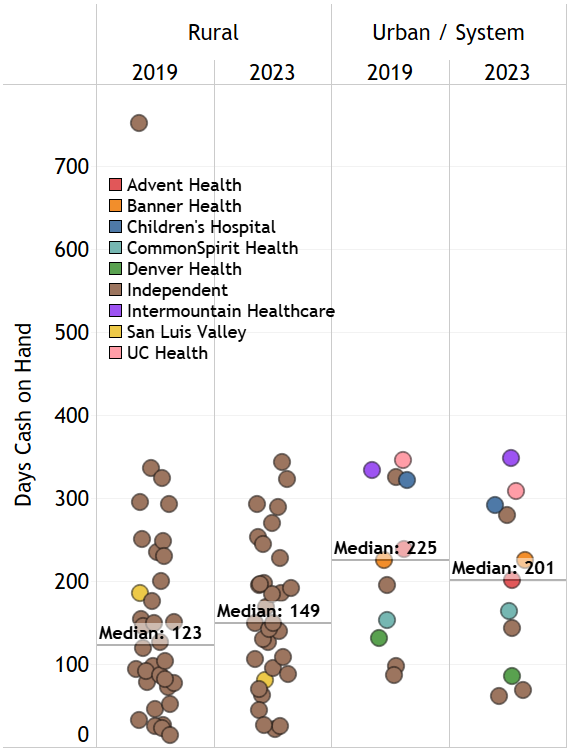 Rural
Urban / System
2019
2023
2019
2023
Days Cash on Hand
700
600
500
400
300
200
100
0
Advent Health
Banner Health
Children's Hospital
CommonSpirit Health
Denver Health
Independent
Intermountain Healthcare
San Luis Valley
UC Health
Median: 123
Median: 149
Median: 225
Median: 201